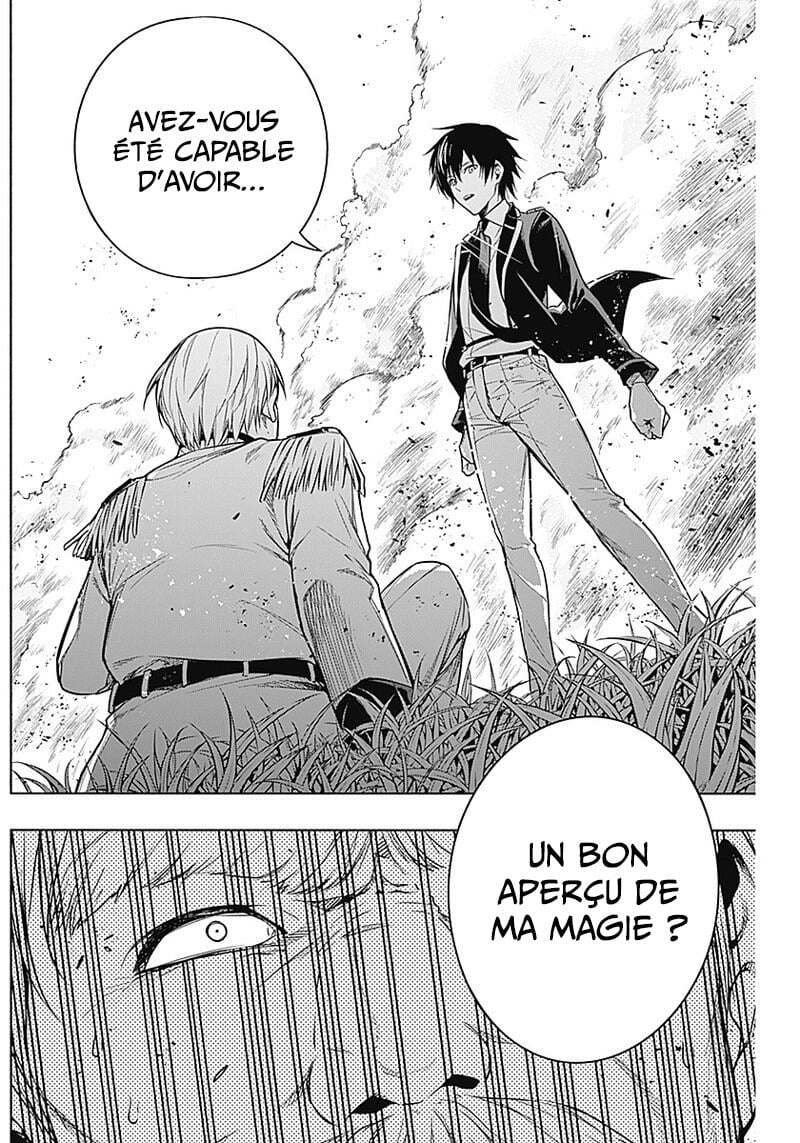 AVEZ-VOUS
ÉTÉ CAPABLE
D'AVOIR...
UN BON
APERÇU DE
MA MAGIE ?